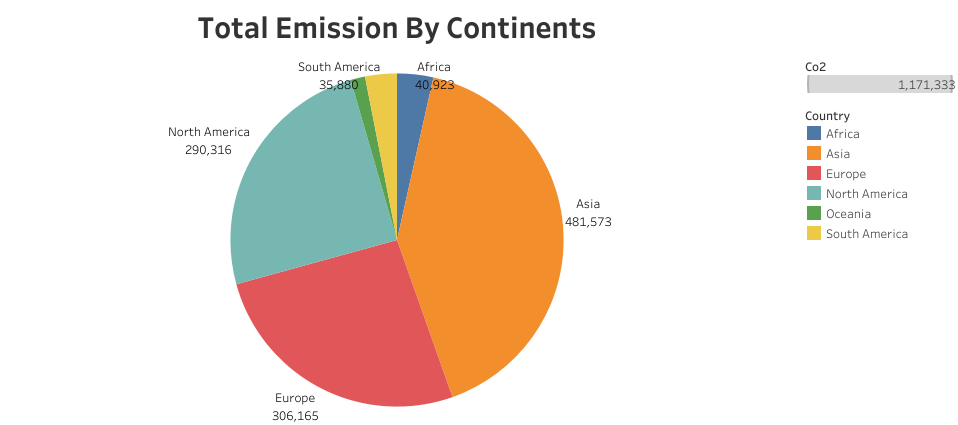 Total Emission By Continents
South America
35,880
Africa
40,923
North America
290,316
Asia
481,573
Europe
306,165
Co2
1,171,333
Country
Africa
Asia
Europe
North America
Oceania
South America